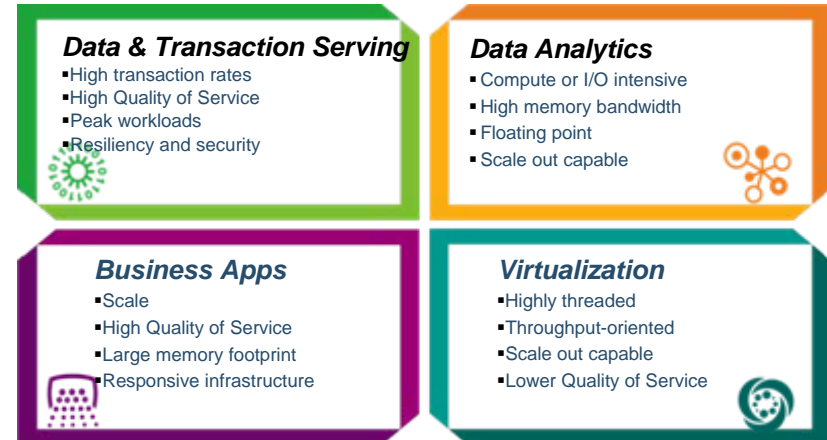 Data & Transaction Serving
▪High transaction rates
▪High Quality of Service
▪Peak workloads
▪Resiliency and security
Data Analytics
▪Compute or I/O intensive
▪High memory bandwidth
▪Floating point
▪Scale out capable
Business Apps
▪Scale
▪High Quality of Service
▪Large memory footprint
▪Responsive infrastructure
Virtualization
▪Highly threaded
▪Throughput-oriented
▪Scale out capable
▪Lower Quality of Service